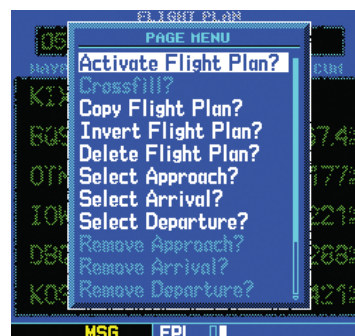 FLIGHT PLAN
05
PAGE MENU
Activate Flight Plan?
Crossfill?
Copy Flight Plan?
Invert Flight Plan?
Delete Flight Plan?
Select Approach?
Select Arrival?
Select Departure?
Remove Approach?
Remove Arrival?
Remove Departure?
MSG FPL